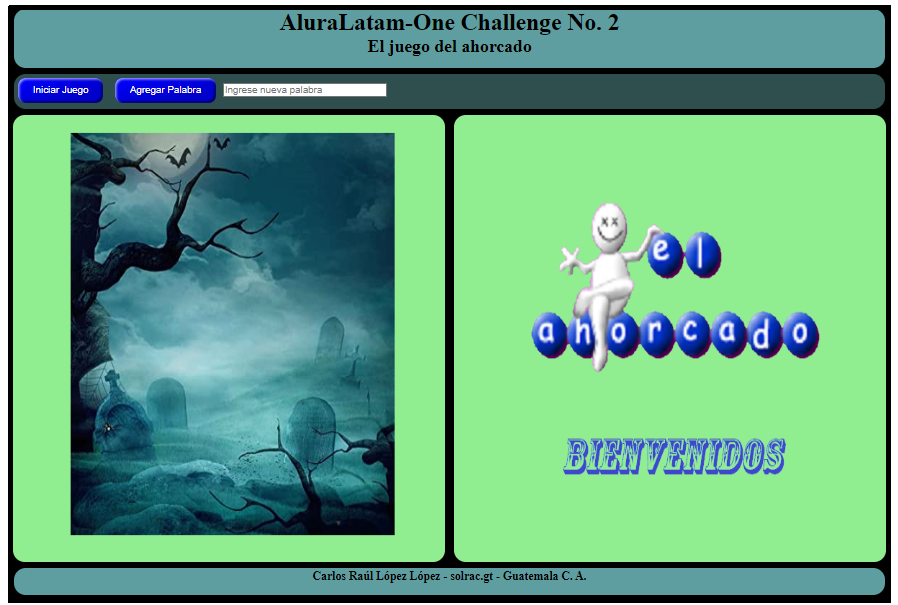 AluraLatam-One Challenge No. 2
El juego del ahorcado
Iniciar Juego Agregar Palabra Ingrese nueva palabra
el
ahorcado
BIENVENIDOS
Carlos Raúl López López - solrac.gt - Guatemala C. A.